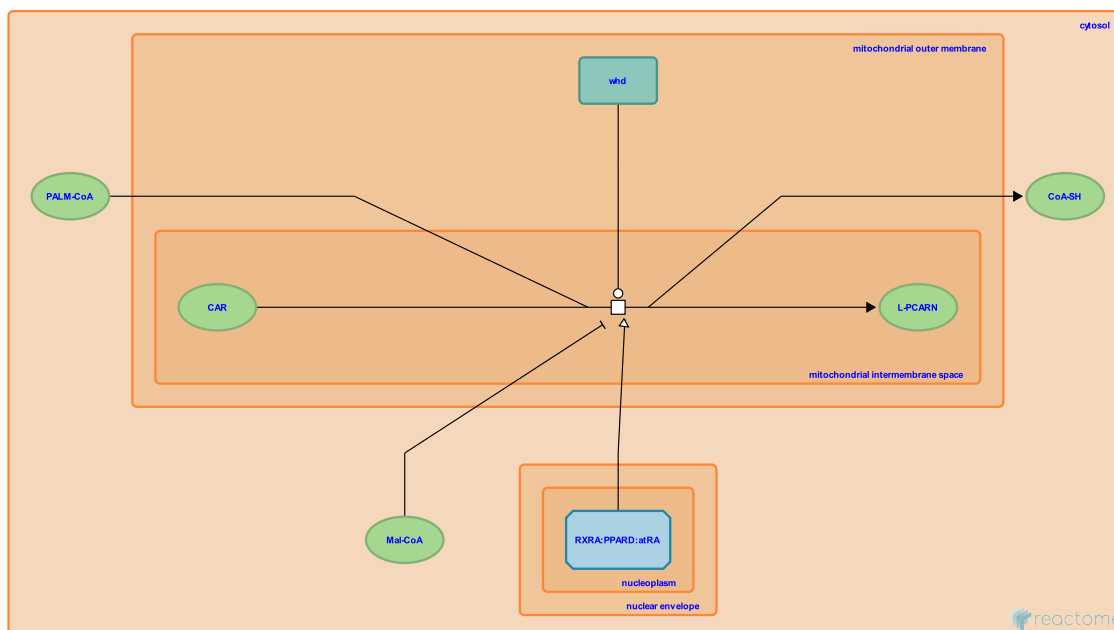 cytosol
mitochondrial outer membrane
whd
PALM-CoA
CoA-SH
CAR
L-PCARN
mitochondrial intermembrane space
Mal-CoA
RXRA:PPARD:atRA
nucleoplasm
nuclear envelope